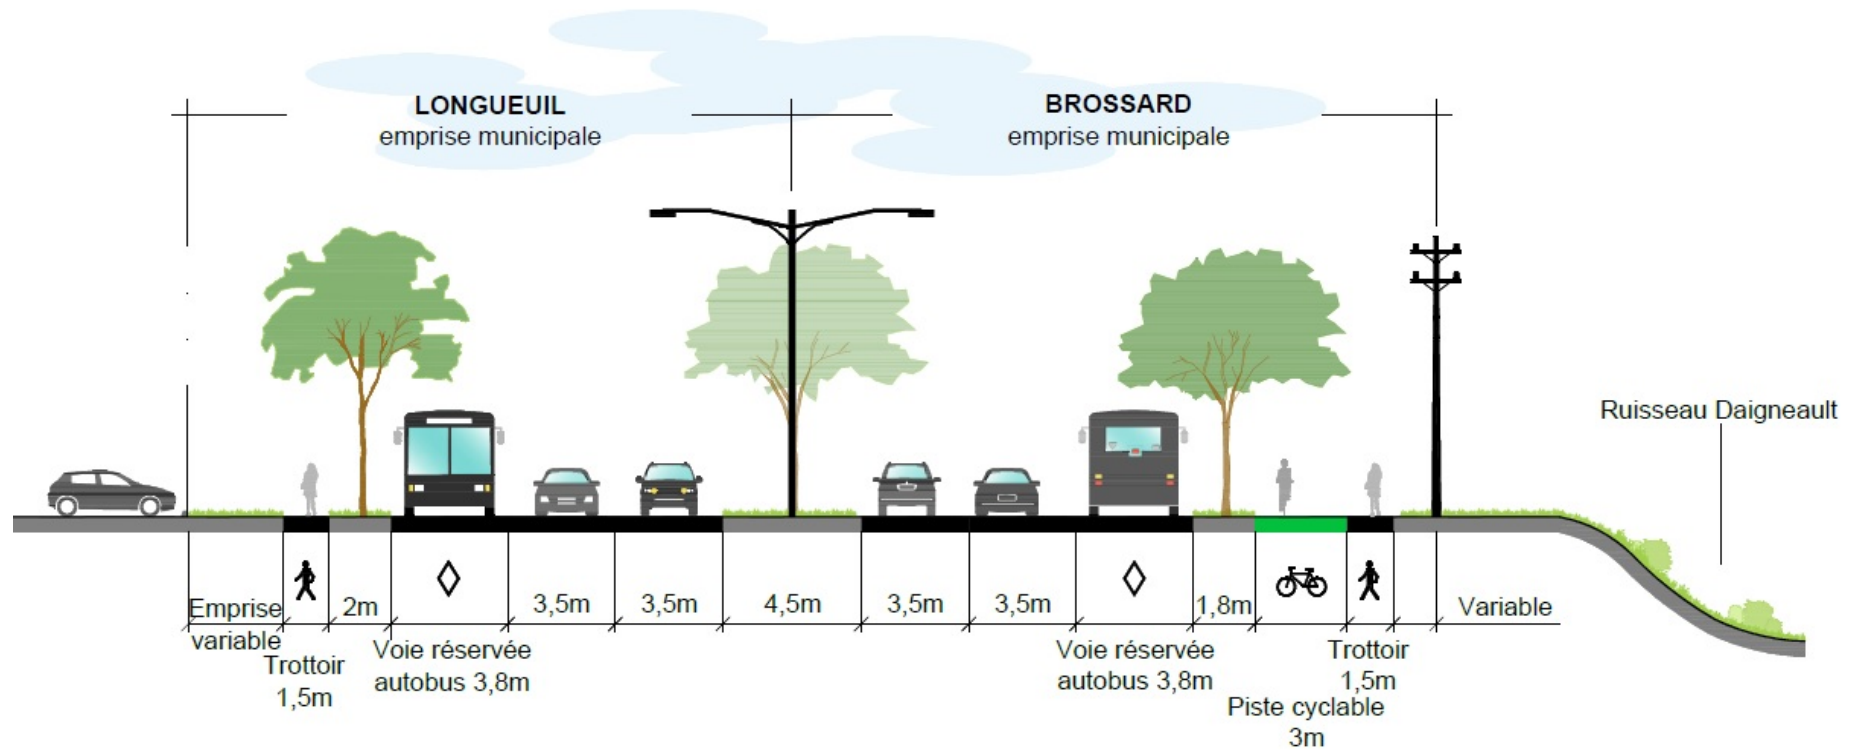 LONGUEUIL
emprise municipale
BROSSARD
emprise municipale
Ruisseau Daigneault
Emprise
variable
Trottoir
1,5m
2m
Voie réservée
autobus 3,8m
3,5m
3,5m
4,5m
3,5m
3,5m
Voie réservée
autobus 3,8m
1,8m
Piste cyclable
3m
Trottoir
1,5m
Variable